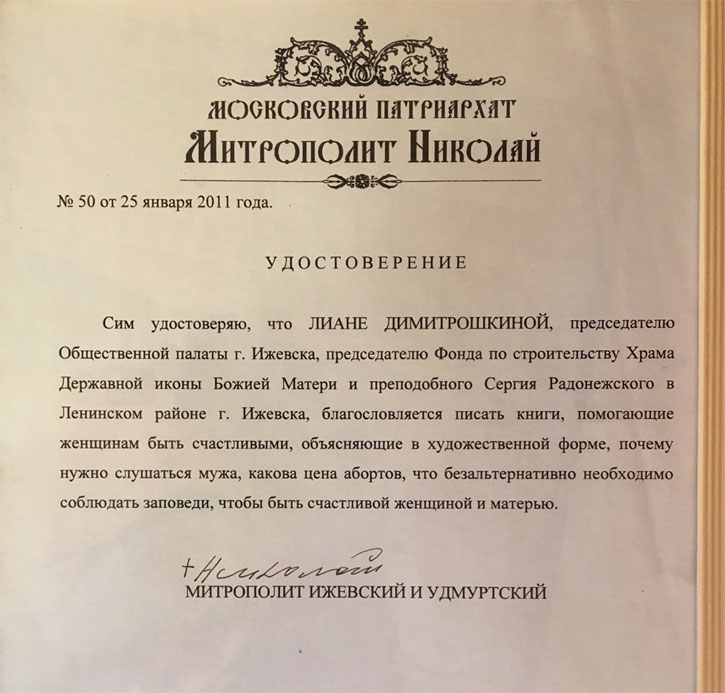 МОСКОВСКИЙ ПАТРИАРХАТ
МИТРОПОЛИТ НИКОЛАЙ
№ 50 от 25 января 2011 года.
УДОСТОВЕРЕНИЕ
Сим удостоверяю, что ЛИАНЕ ДИМИТРОШКИНОЙ, председателю
Общественной палаты г. Ижевска, председателю Фонда по строительству Храма
Державной иконы Божией Матери и преподобного Сергия Радонежского в
Ленинском районе г. Ижевска, благословляется писать книги, помогающие
женщинам быть счастливыми, объясняющие в художественной форме, почему
нужно слушаться мужа, какова цена абортов, что безальтернативно необходимо
соблюдать заповеди, чтобы быть счастливой женщиной и матерью.
+Николай
МИТРОПОЛИТ ИЖЕВСКИЙ И УДМУРТСКИЙ